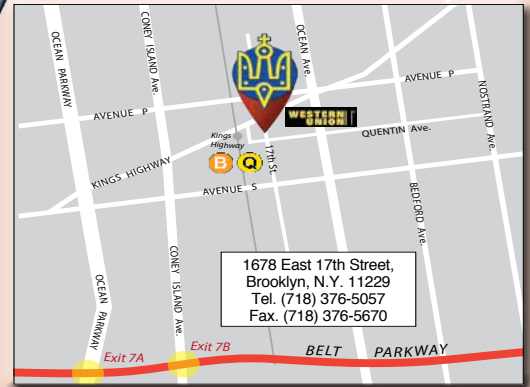 OCEAN PARKWAY
CONEY ISLAND Ave.
OCEAN Ave.
AVENUE P
NOSTRAND Ave.
AVENUE P
WESTERN
UNION
QUENTIN Ave.
Kings
Highway
17th St.
KINGS HIGHWAY
B
Q
AVENUE S
BEDFORD Ave.
CONEY ISLAND Ave.
OCEAN PARKWAY
1678 East 17th Street,
Brooklyn, N.Y. 11229
Tel. (718) 376-5057
Fax. (718) 376-5670
Exit 7A
Exit 7B
BELT PARKWAY